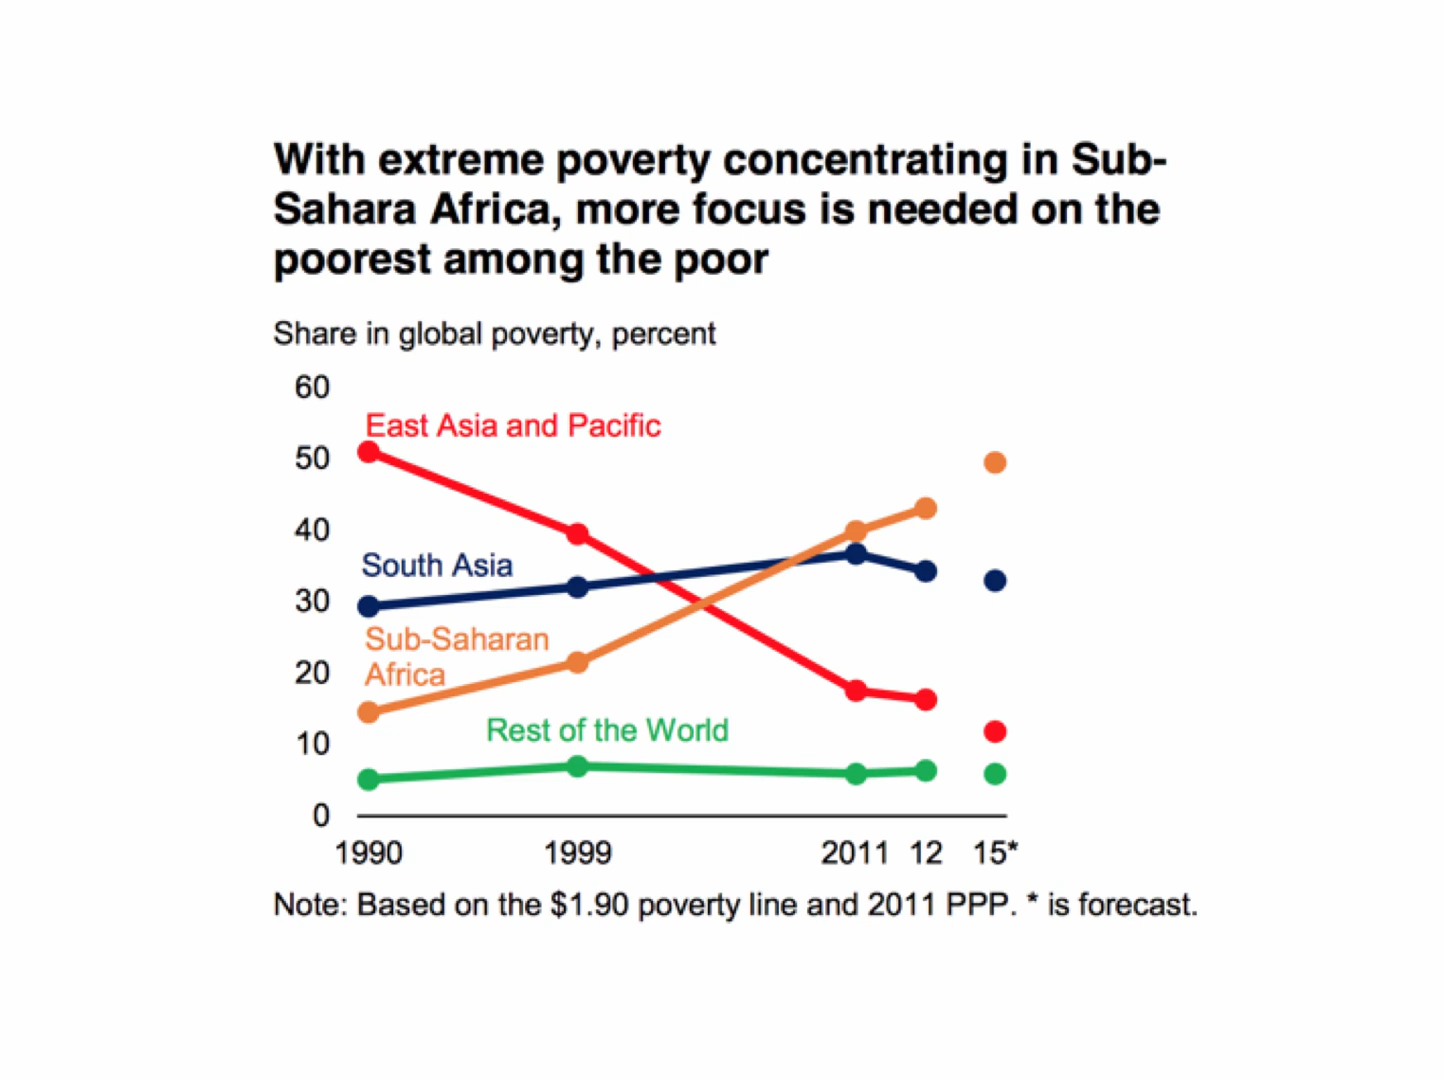 With extreme poverty concentrating in Sub-
Sahara Africa, more focus is needed on the
poorest among the poor
Share in global poverty, percent
60
East Asia and Pacific
50
40
South Asia
30
Sub-Saharan
20
Africa
Rest of the World
10
0
1990 1999 2011 12 15*
Note: Based on the $1.90 poverty line and 2011 PPP. * is forecast.